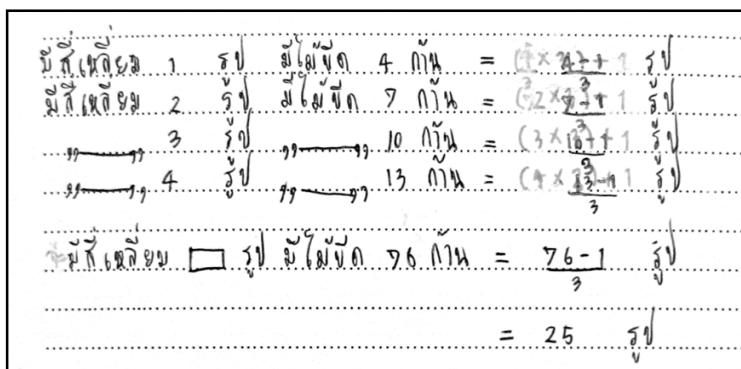 มีสี่เหลี่ยม 1 รูป มีไม้ขีด 4 ก้าน = 4-1 รูป
3
มีสี่เหลี่ยม 2 รูป มีไม้ขีด 7 ก้าน = 7-1 รูป
3
,,——,, 3 รูป ,,——,, 10 ก้าน = 10-1 รูป
3
,,——,, 4 รูป ,,——,, 13 ก้าน = 13-1 รูป
3
มีสี่เหลี่ยม □ รูป มีไม้ขีด 76 ก้าน = 76-1 รูป
3
= 25 รูป